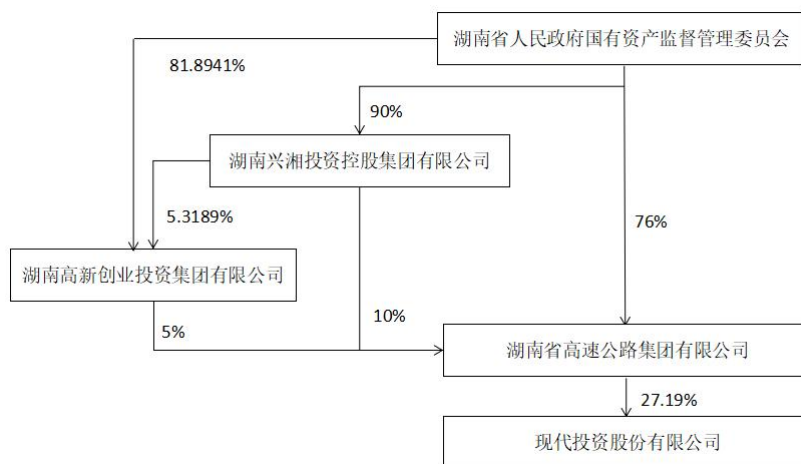 湖南省人民政府国有资产监督管理委员会
81.8941%
90%
湖南兴湘投资控股集团有限公司
5.3189%
76%
湖南高新创业投资集团有限公司
5%
10%
湖南省高速公路集团有限公司
27.19%
现代投资股份有限公司